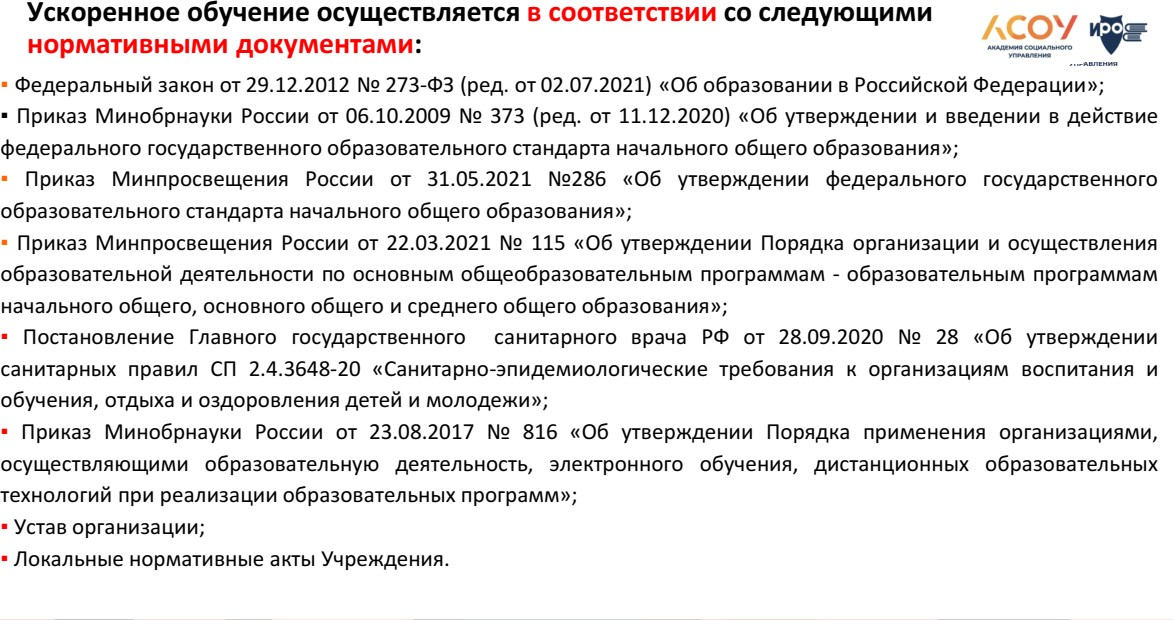 Ускоренное обучение осуществляется в соответствии со следующими
нормативными документами:
АСОУ
АКАДЕМИЯ СОЦИАЛЬНОГО
УПРАВЛЕНИЯ
ИРО
▪ Федеральный закон от 29.12.2012 № 273-ФЗ (ред. от 02.07.2021) «Об образовании в Российской Федерации»;
▪ Приказ Минобрнауки России от 06.10.2009 № 373 (ред. от 11.12.2020) «Об утверждении и введении в действие
федерального государственного образовательного стандарта начального общего образования»;
▪ Приказ Минпросвещения России от 31.05.2021 №286 «Об утверждении федерального государственного
образовательного стандарта начального общего образования»;
▪ Приказ Минпросвещения России от 22.03.2021 № 115 «Об утверждении Порядка организации и осуществления
образовательной деятельности по основным общеобразовательным программам - образовательным программам
начального общего, основного общего и среднего общего образования»;
▪ Постановление Главного государственного санитарного врача РФ от 28.09.2020 № 28 «Об утверждении
санитарных правил СП 2.4.3648-20 «Санитарно-эпидемиологические требования к организациям воспитания и
обучения, отдыха и оздоровления детей и молодежи»;
▪ Приказ Минобрнауки России от 23.08.2017 № 816 «Об утверждении Порядка применения организациями,
осуществляющими образовательную деятельность, электронного обучения, дистанционных образовательных
технологий при реализации образовательных программ»;
▪ Устав организации;
▪ Локальные нормативные акты Учреждения.